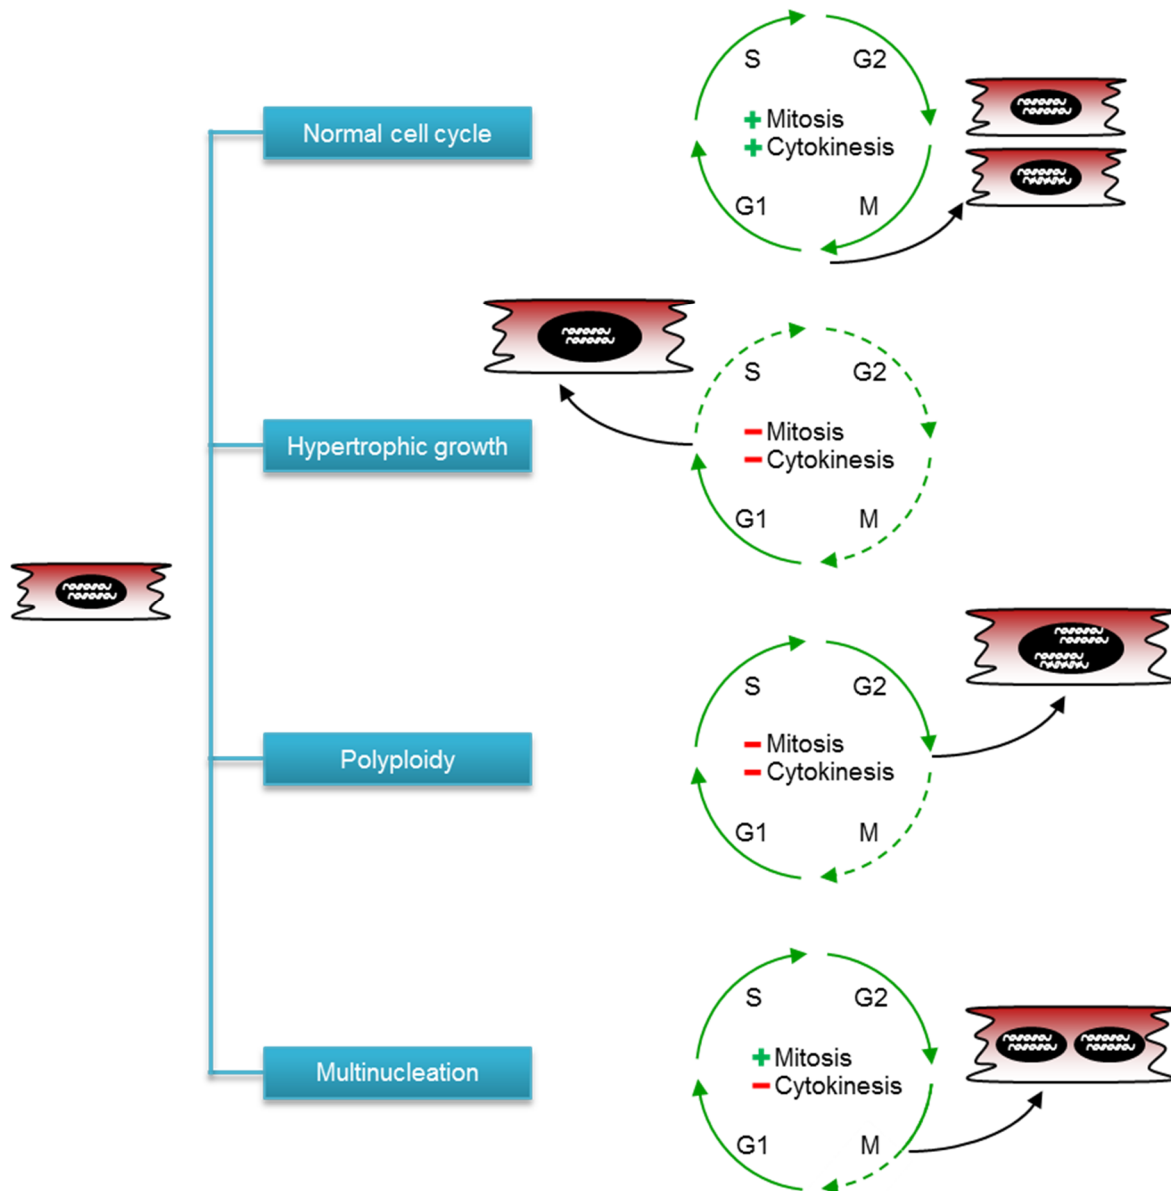 Normal cell cycle
S
G2
+ Mitosis
+ Cytokinesis
G1
M
Hypertrophic growth
S
G2
- Mitosis
- Cytokinesis
G1
M
Polyploidy
S
G2
- Mitosis
- Cytokinesis
G1
M
Multinucleation
S
G2
+ Mitosis
- Cytokinesis
G1
M